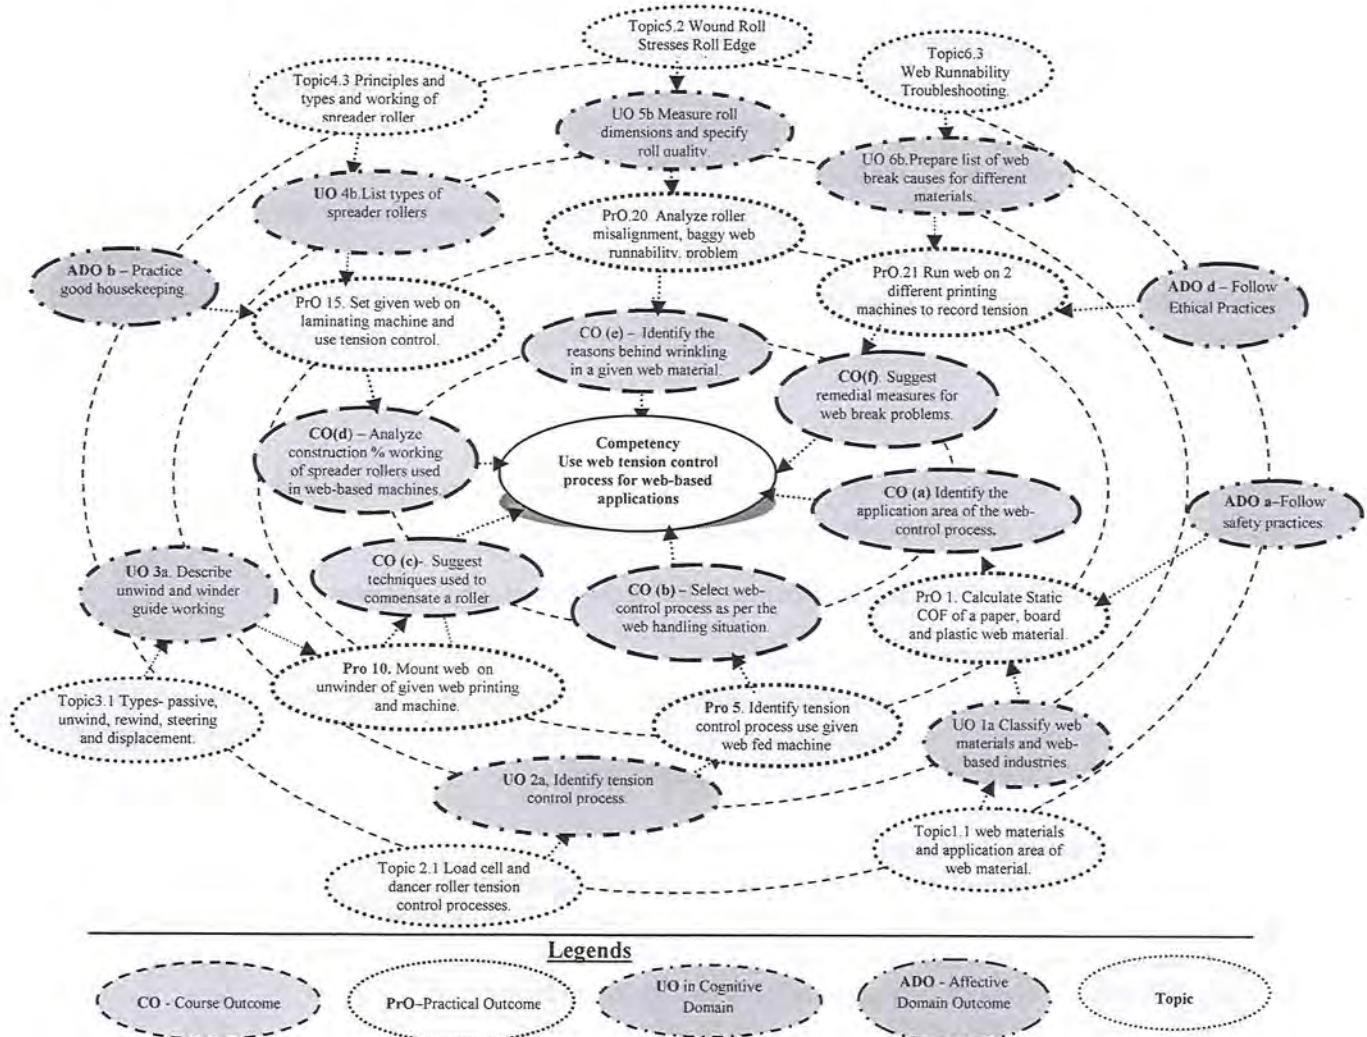 Topic5.2 Wound Roll
Stresses Roll Edge
Topic6.3
Web Runnability
Troubleshooting.
Topic4.3 Principles and
types and working of
spreader roller
UO 5b Measure roll
dimensions and specify
roll quality.
UO 6b.Prepare list of web
break causes for different
materials.
UO 4b.List types of
spreader rollers
PrO.20 Analyze roller
misalignment, baggy web
runnability. problem
ADO b – Practice
good housekeeping.
PrO.21 Run web on 2
different printing
machines to record tension
ADO d – Follow
Ethical Practices
PrO 15. Set given web on
laminating machine and
use tension control.
CO (e) – Identify the
reasons behind wrinkling
in a given web material.
CO(f). Suggest
remedial measures for
web break problems.
CO(d) – Analyze
construction % working
of spreader rollers used
in web-based machines.
Competency
Use web tension control
process for web-based
applications
CO (a) Identify the
application area of the web-
control process.
ADO a–Follow
safety practices
UO 3a. Describe
unwind and winder
guide working
CO (c)-. Suggest
techniques used to
compensate a roller
CO (b) – Select web-
control process as per the
web handling situation.
PrO 1. Calculate Static
COF of a paper, board
and plastic web material.
Topic3.1 Types- passive,
unwind, rewind, steering
and displacement.
Pro 10. Mount web on
unwinder of given web printing
and machine.
Pro 5. Identify tension
control process use given
web fed machine
UO 1a Classify web
materials and web-
based industries.
UO 2a, Identify tension
control process.
Topic1.1 web materials
and application area of
web material.
Topic 2.1 Load cell and
dancer roller tension
control processes.
Legends
CO - Course Outcome
PrO–Practical Outcome
UO in Cognitive
Domain
ADO - Affective
Domain Outcome
Topic